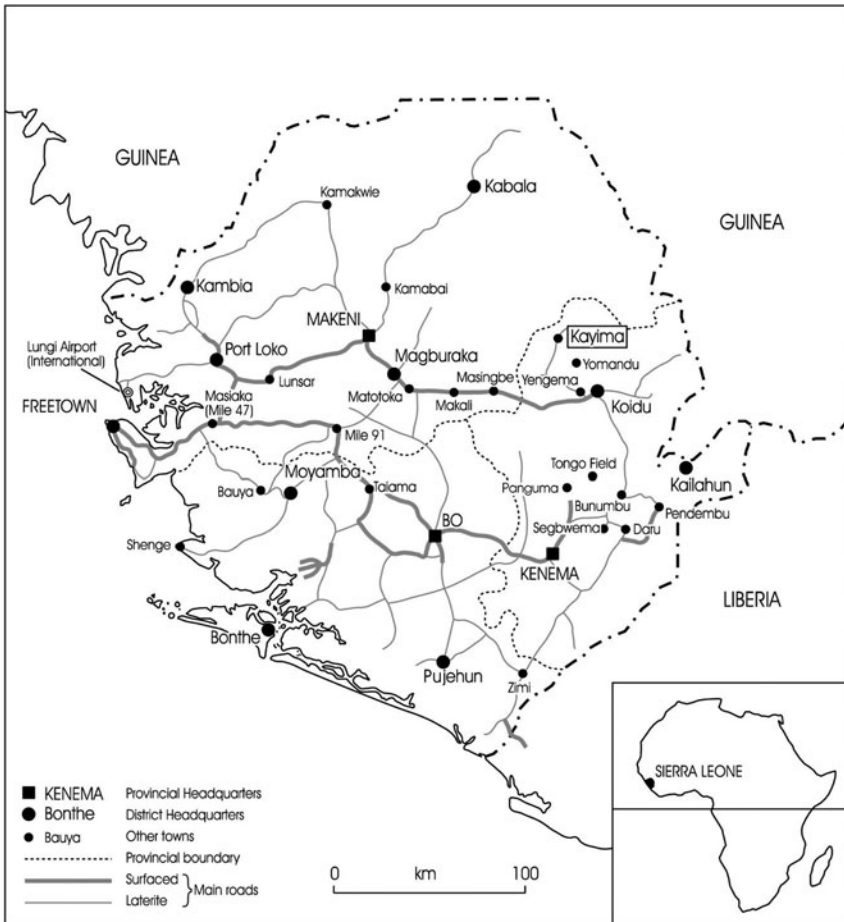 GUINEA
Kamakwie
Kabala
GUINEA
Kambia
Kamabai
MAKENI
Kayima
Lungi Airport
(International)
Port Loko
Magburaka
Yomandu
Lunsar
Masingbe
Yengema
Masiaka
(Mile 47)
Matotoka
Makali
Koidu
FREETOWN
Mile 91
Tongo Field
Kailahun
Bauya
Moyamba
Taiama
Panguma
Bunumbu
Pendembu
BO
Segbwema
Daru
Shenge
KENEMA
LIBERIA
Bonthe
Pujehun
Zimi
SIERRA LEONE
KENEMA Provincial Headquarters
Bonthe District Headquarters
Bauya Other towns
Provincial boundary
Surfaced
Main roads
Laterite
0 km 100